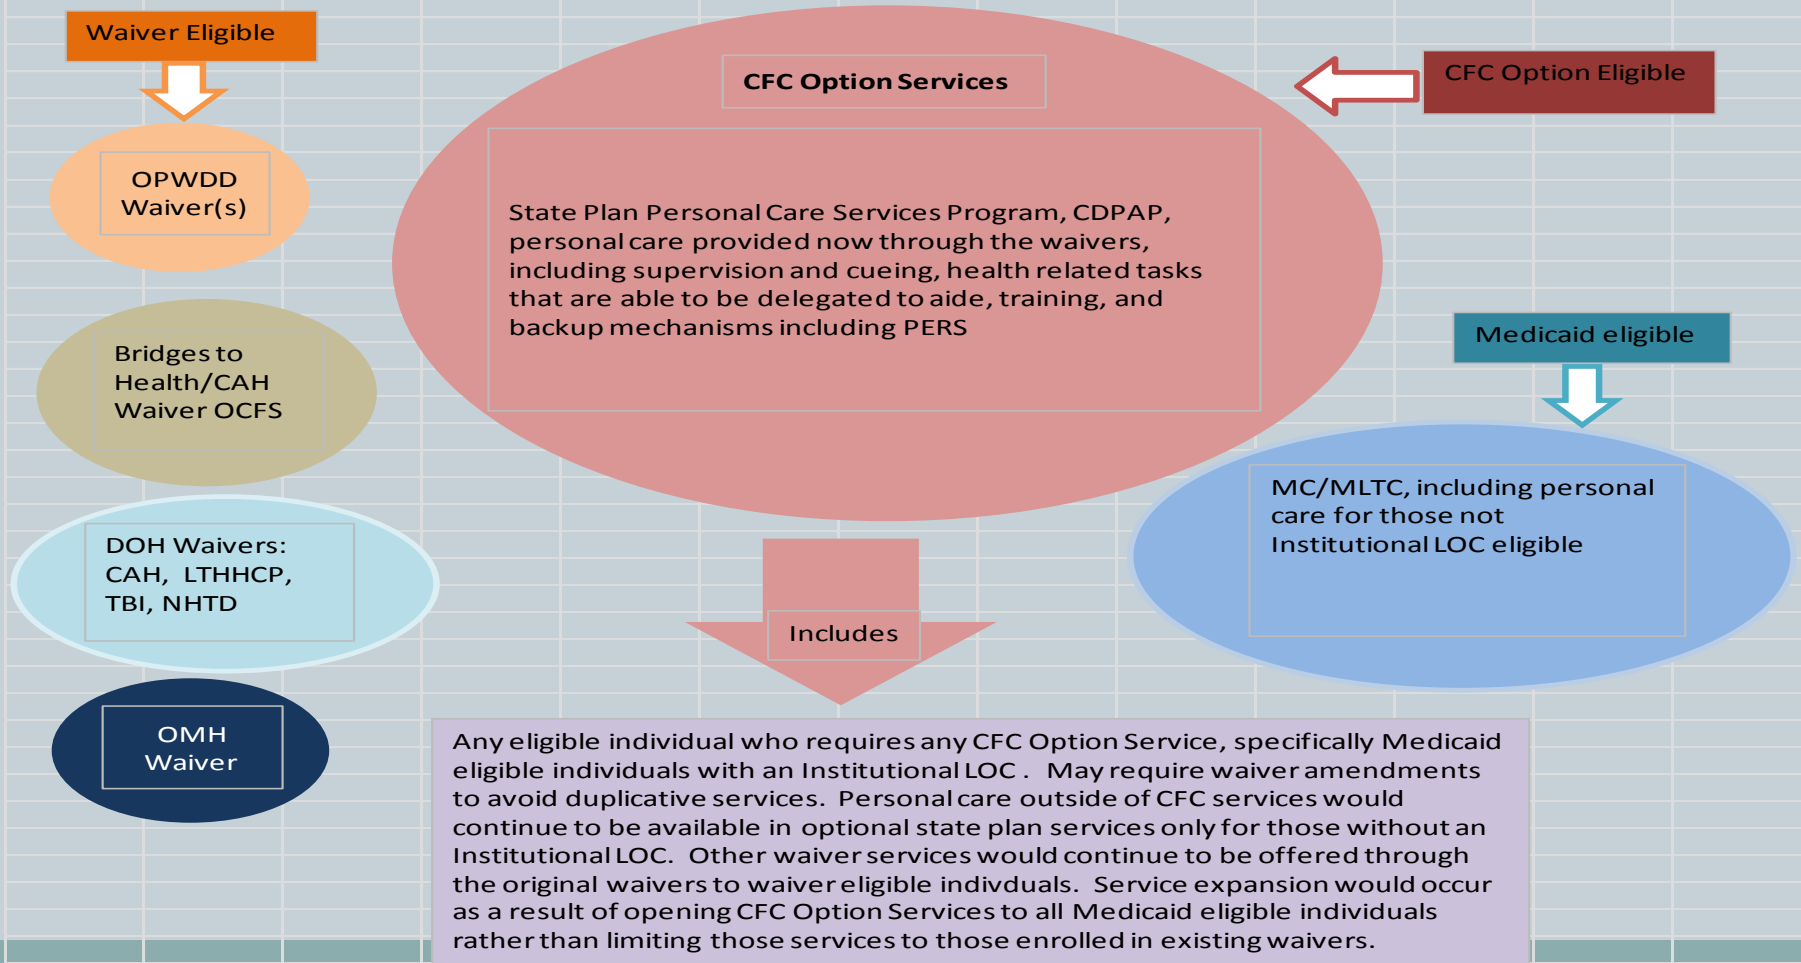 Waiver Eligible
OPWDD
Waiver(s)
Bridges to
Health/CAH
Waiver OCFS
DOH Waivers:
CAH, LTHHCP,
TBI, NHTD
OMH
Waiver
CFC Option Services
State Plan Personal Care Services Program, CDPAP,
personal care provided now through the waivers,
including supervision and cueing, health related tasks
that are able to be delegated to aide, training, and
backup mechanisms including PERS
CFC Option Eligible
Medicaid eligible
MC/MLTC, including personal
care for those not
Institutional LOC eligible
Includes
Any eligible individual who requires any CFC Option Service, specifically Medicaid
eligible individuals with an Institutional LOC . May require waiver amendments
to avoid duplicative services. Personal care outside of CFC services would
continue to be available in optional state plan services only for those without an
Institutional LOC. Other waiver services would continue to be offered through
the original waivers to waiver eligible indivduals. Service expansion would occur
as a result of opening CFC Option Services to all Medicaid eligible individuals
rather than limiting those services to those enrolled in existing waivers.